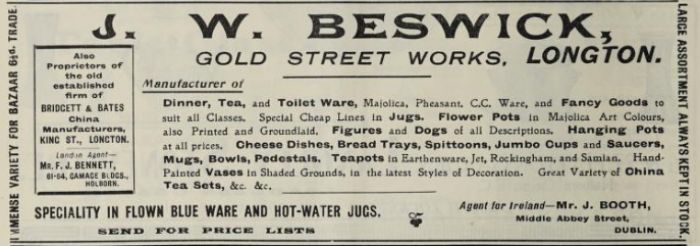 IMMENSE VARIETY FOR BAZAAR 6½d. TRADE.
J. W. BESWICK,
GOLD STREET WORKS, LONGTON.
Also
Proprietors of
the old
established
firm of
BRIDGETT & BATES
China
Manufacturers,
KING ST., LONGTON.
London Agent—
Mr. F. J. BENNETT,
61-64, GAMAGE BLDGS.,
HOLBORN.
Manufacturer of
Dinner, Tea, and Toilet Ware, Majolica, Pheasant, C.C. Ware, and Fancy Goods to
suit all Classes. Special Cheap Lines in Jugs. Flower Pots in Majolica Art Colours,
also Printed and Groundlaid. Figures and Dogs of all Descriptions. Hanging Pots
at all prices. Cheese Dishes, Bread Trays, Spittoons, Jumbo Cups and Saucers,
Mugs, Bowls, Pedestals. Teapots in Earthenware, Jet, Rockingham, and Samian. Hand-
Painted Vases in Shaded Grounds, in the latest Styles of Decoration. Great Variety of China
Tea Sets, &c. &c.
SPECIALITY IN FLOWN BLUE WARE AND HOT-WATER JUGS.
SEND FOR PRICE LISTS
Agent for Ireland—Mr. J. BOOTH,
Middle Abbey Street,
DUBLIN.
LARGE ASSORTMENT ALWAYS KEPT IN STOCK.